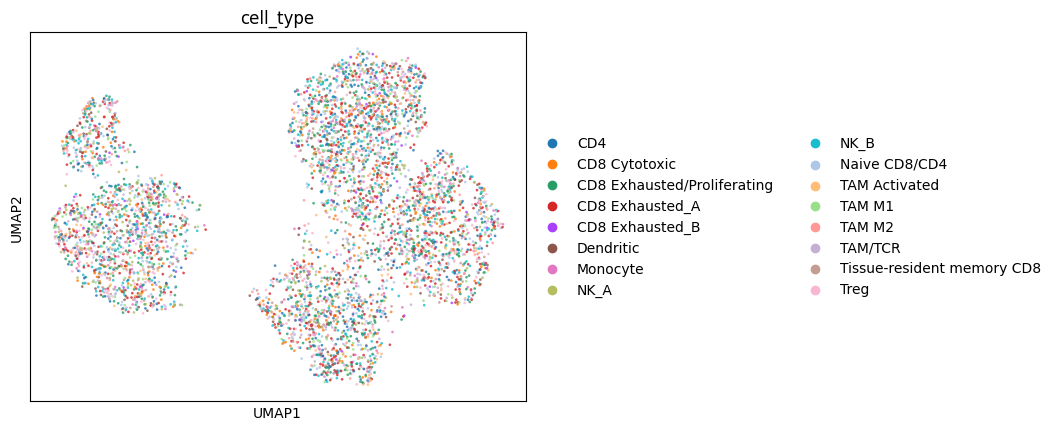 cell_type
UMAP2
UMAP1
CD4
CD8 Cytotoxic
CD8 Exhausted/Proliferating
CD8 Exhausted_A
CD8 Exhausted_B
Dendritic
Monocyte
NK_A
NK_B
Naive CD8/CD4
TAM Activated
TAM M1
TAM M2
TAM/TCR
Tissue-resident memory CD8
Treg